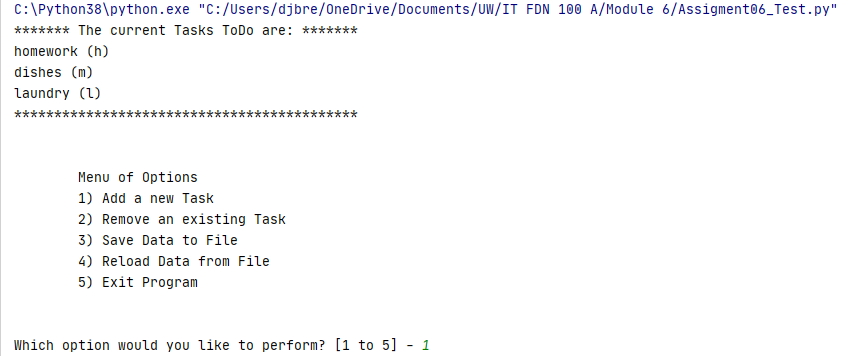 C:\Python38\python.exe "C:/Users/djbre/OneDrive/Documents/UW/IT FDN 100 A/Module 6/Assigment06_Test.py"
******* The current Tasks ToDo are: *******
homework (h)
dishes (m)
laundry (l)
*******************************************
Menu of Options
1) Add a new Task
2) Remove an existing Task
3) Save Data to File
4) Reload Data from File
5) Exit Program
Which option would you like to perform? [1 to 5] - 1